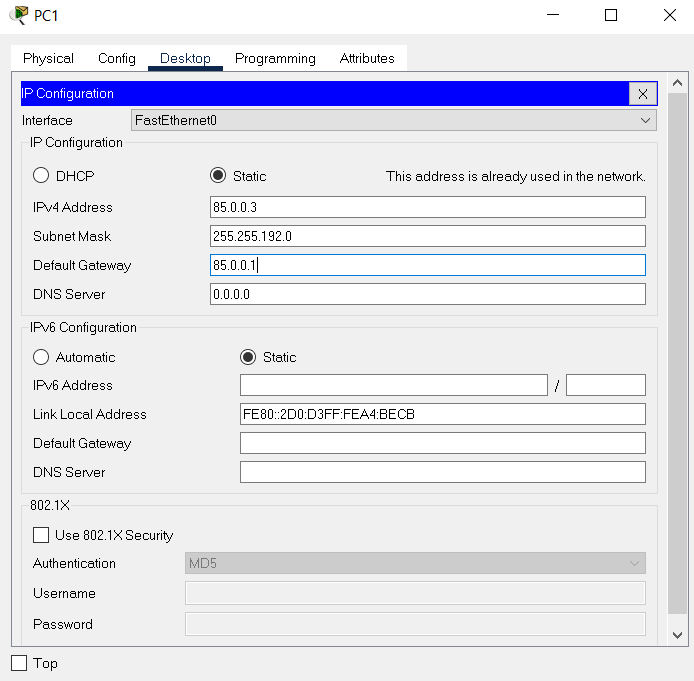 PC1
Physical Config Desktop Programming Attributes
IP Configuration X
Interface FastEthernet0
IP Configuration
DHCP Static This address is already used in the network.
IPv4 Address 85.0.0.3
Subnet Mask 255.255.192.0
Default Gateway 85.0.0.1
DNS Server 0.0.0.0
IPv6 Configuration
Automatic Static
IPv6 Address /
Link Local Address FE80::2D0:D3FF:FEA4:BECB
Default Gateway
DNS Server
802.1X
Use 802.1X Security
Authentication MD5
Username
Password
Top